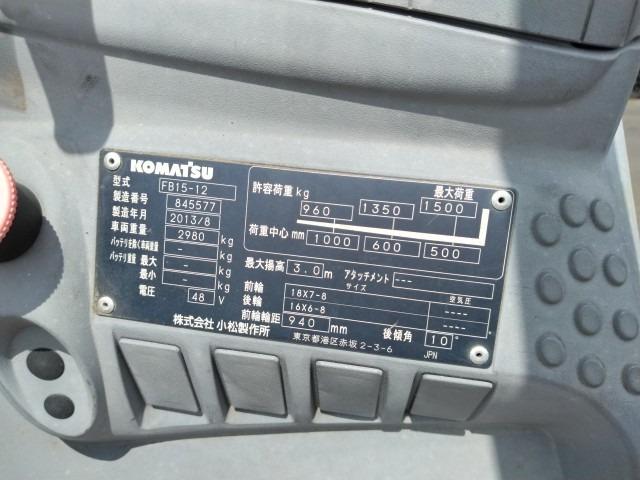 KOMATSU
型式 FB15-12
製造番号 845577
製造年月 2013/8
車両重量 2980 kg
バッテリを除く車両重量 - kg
バッテリ重量 最大 - kg
最小 - kg
電圧 48 V
許容荷重 kg 最大荷重
960 1350 1500
荷重中心 mm 1000 600 500
最大揚高 3.0 m アタッチメント ---
サイズ 空気圧
前輪 18X7-8 ----
後輪 16X6-8 ----
前輪輪距 940 mm 後傾角 10°
株式会社 小松製作所 東京都港区赤坂2-3-6 JPN